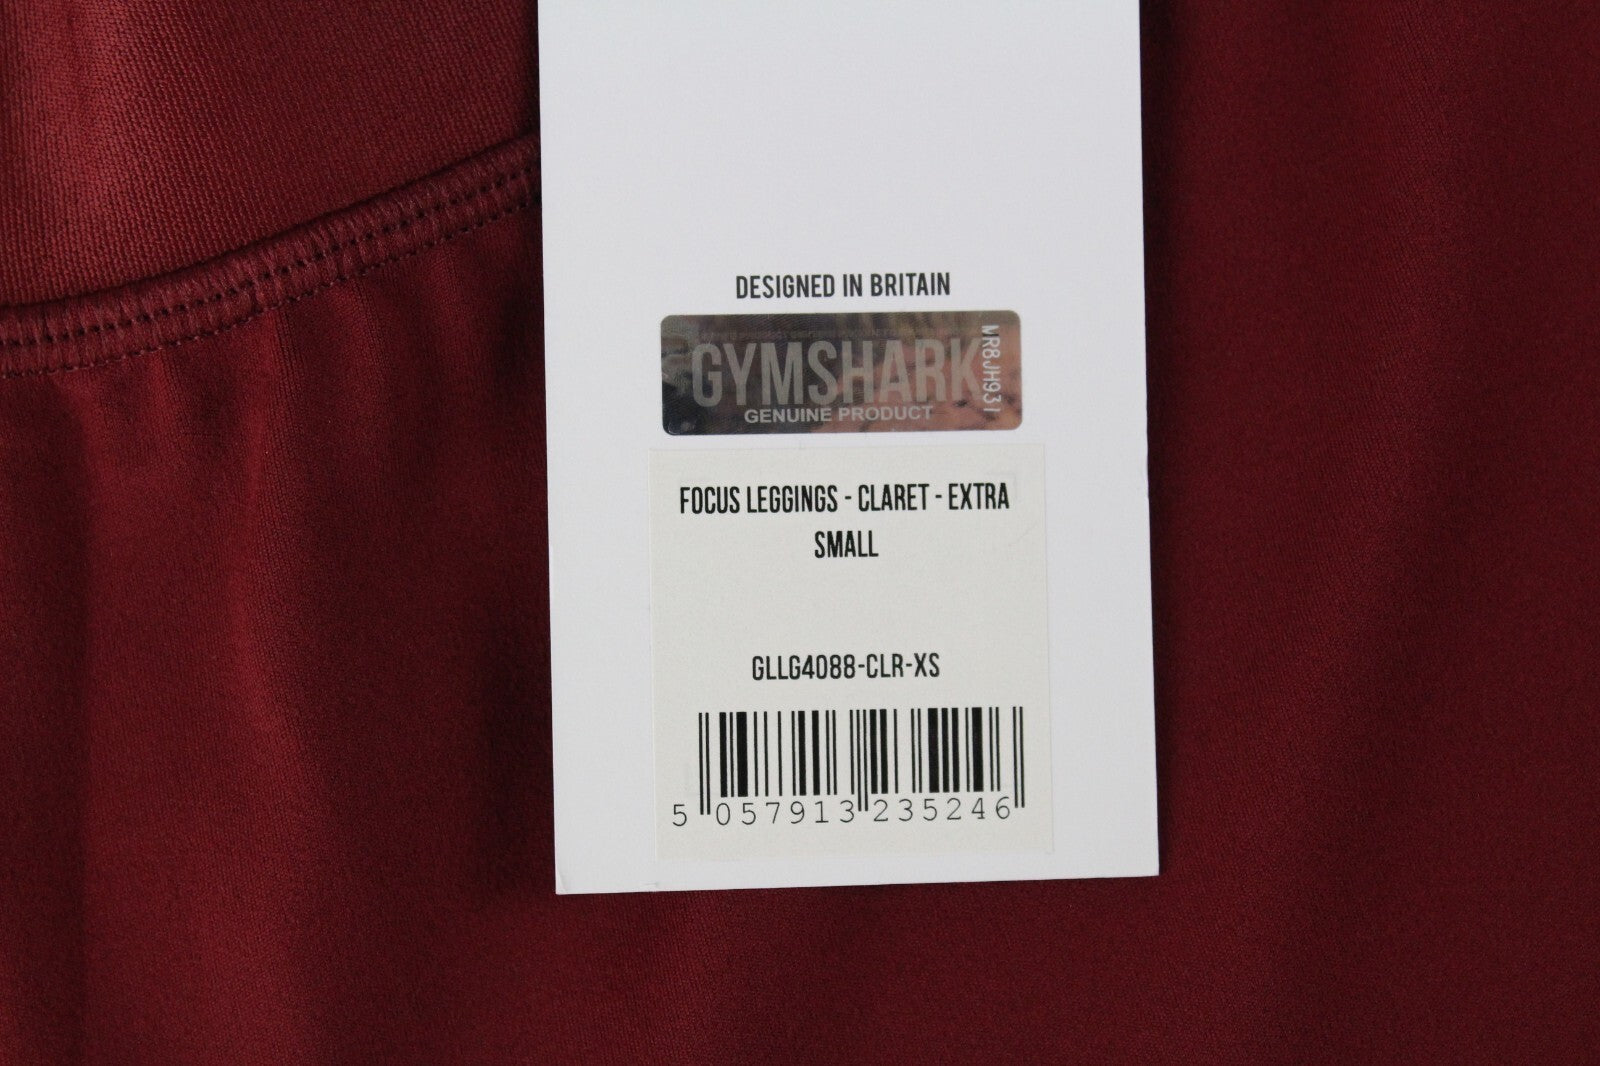 DESIGNED IN BRITAIN
GYMSHARK
GENUINE PRODUCT
MR8JH931
FOCUS LEGGINGS - CLARET - EXTRA
SMALL
GLLG4088-CLR-XS
5 057913 235246